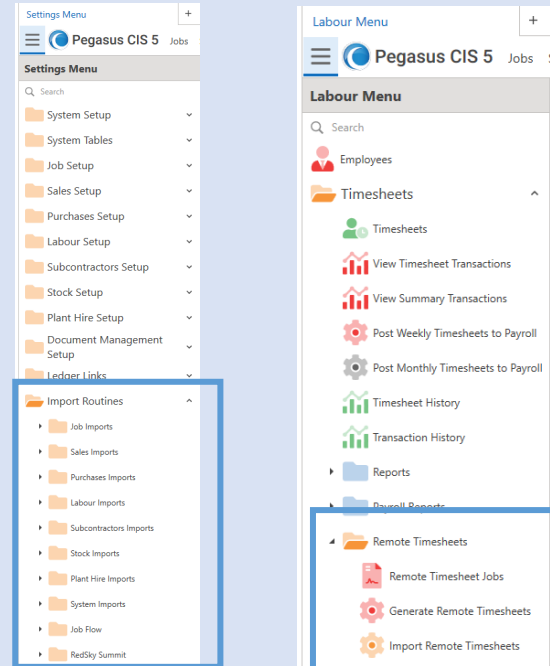 Settings Menu
+
Pegasus CIS 5 Jobs
Settings Menu
Search
System Setup
System Tables
Job Setup
Sales Setup
Purchases Setup
Labour Setup
Subcontractors Setup
Stock Setup
Plant Hire Setup
Document Management
Setup
Ledger Links
Import Routines
Job Imports
Sales Imports
Purchases Imports
Labour Imports
Subcontractors Imports
Stock Imports
Plant Hire Imports
System Imports
Job Flow
RedSky Summit
Labour Menu
+
Pegasus CIS 5 Jobs
Labour Menu
Search
Employees
Timesheets
Timesheets
View Timesheet Transactions
View Summary Transactions
Post Weekly Timesheets to Payroll
Post Monthly Timesheets to Payroll
Timesheet History
Transaction History
Reports
Payroll Reports
Remote Timesheets
Remote Timesheet Jobs
Generate Remote Timesheets
Import Remote Timesheets